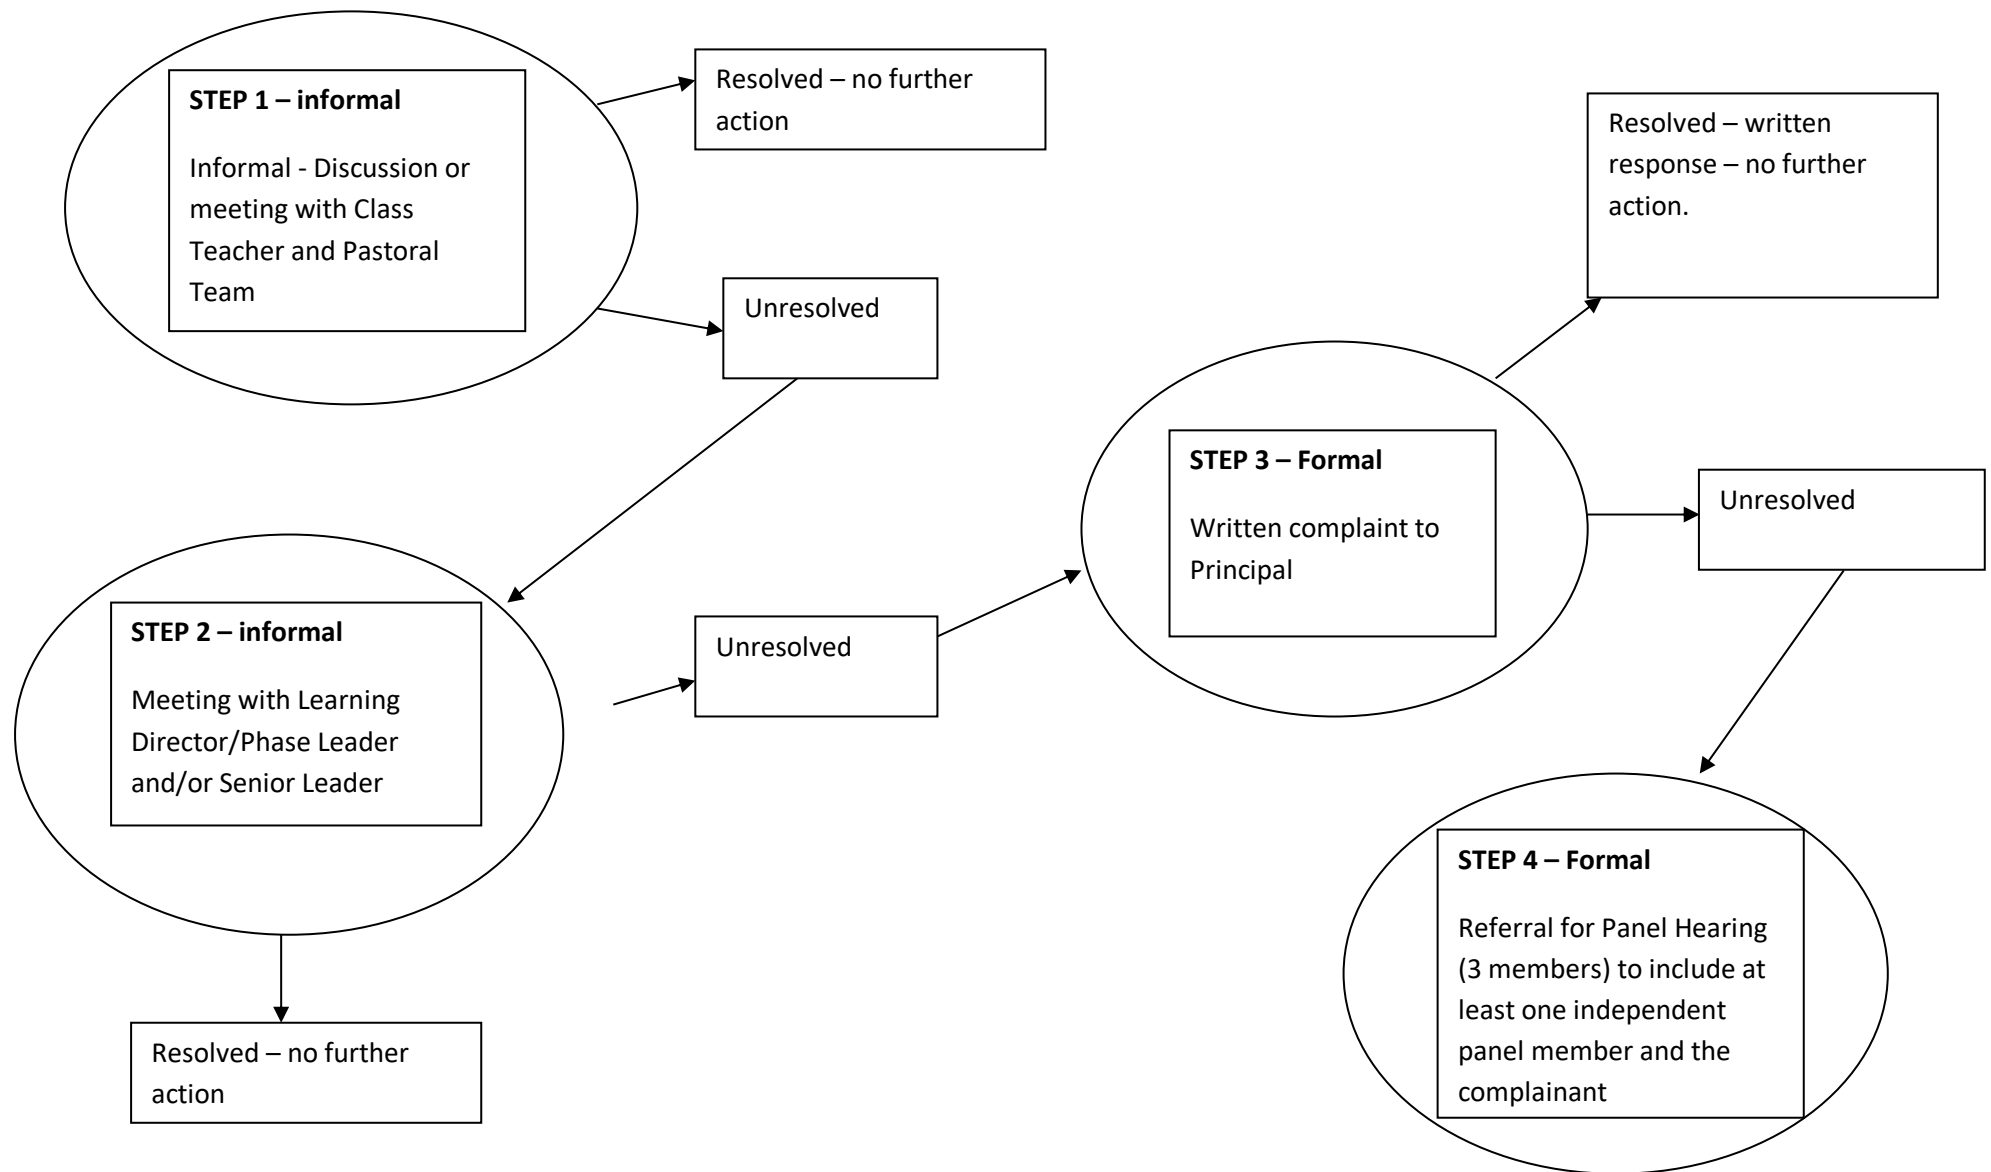 STEP 1 – informal
Informal - Discussion or
meeting with Class
Teacher and Pastoral
Team
Resolved – no further
action
Unresolved
STEP 2 – informal
Meeting with Learning
Director/Phase Leader
and/or Senior Leader
Resolved – no further
action
Unresolved
STEP 3 – Formal
Written complaint to
Principal
Resolved – written
response – no further
action.
Unresolved
STEP 4 – Formal
Referral for Panel Hearing
(3 members) to include at
least one independent
panel member and the
complainant